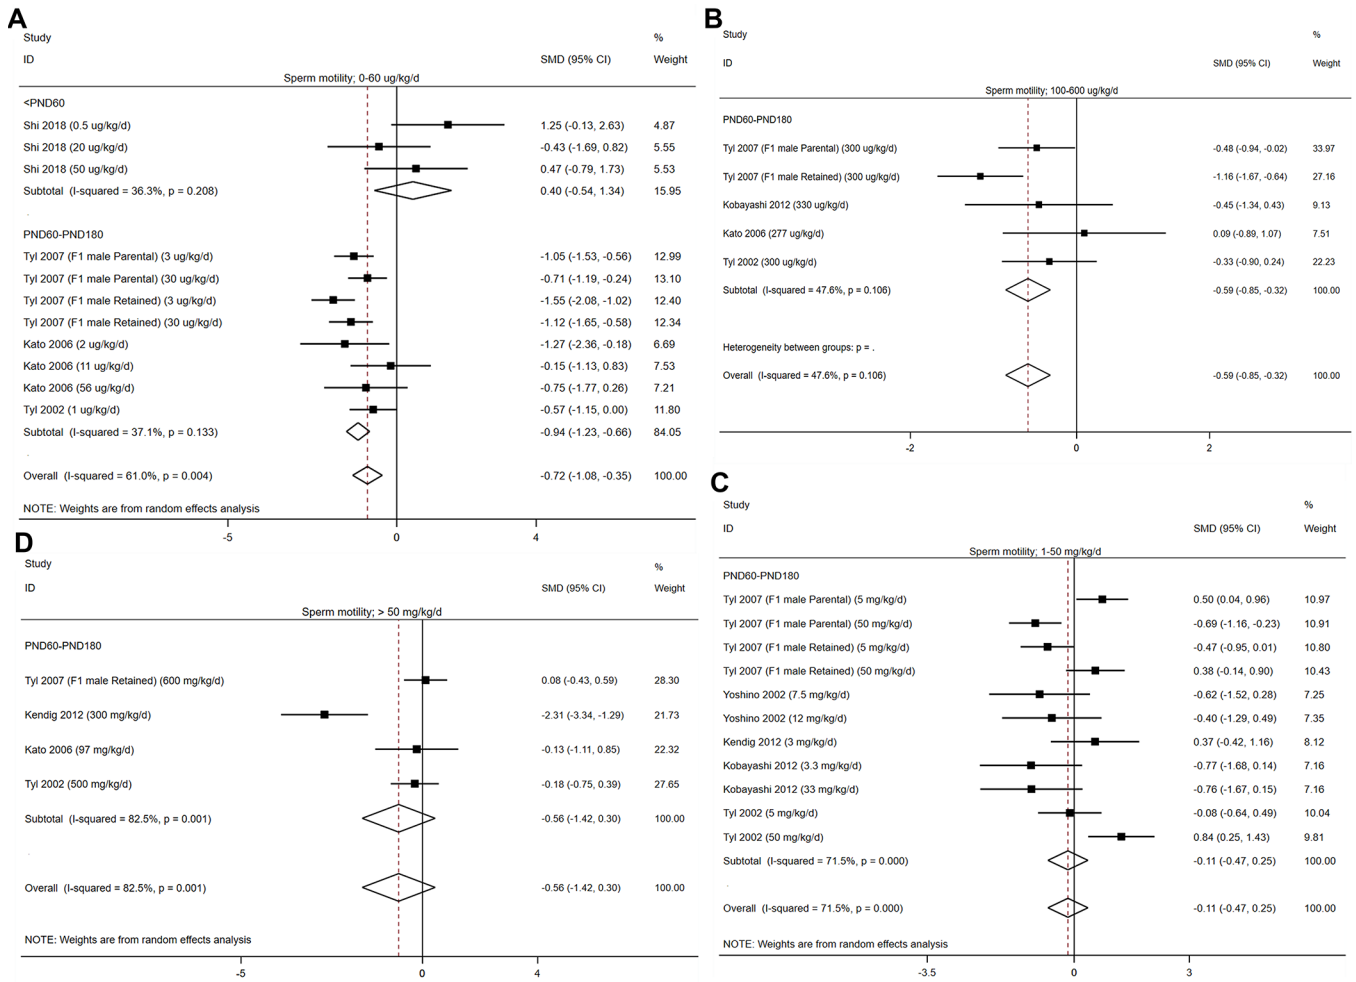 A
Study %
ID SMD (95% CI) Weight
Sperm motility; 0-60 ug/kg/d
<PND60
Shi 2018 (0.5 ug/kg/d) 1.25 (-0.13, 2.63) 4.87
Shi 2018 (20 ug/kg/d) -0.43 (-1.69, 0.82) 5.55
Shi 2018 (50 ug/kg/d) 0.47 (-0.79, 1.73) 5.53
Subtotal (I-squared = 36.3%, p = 0.208) 0.40 (-0.54, 1.34) 15.95
.
PND60-PND180
Tyl 2007 (F1 male Parental) (3 ug/kg/d) -1.05 (-1.53, -0.56) 12.99
Tyl 2007 (F1 male Parental) (30 ug/kg/d) -0.71 (-1.19, -0.24) 13.10
Tyl 2007 (F1 male Retained) (3 ug/kg/d) -1.55 (-2.08, -1.02) 12.40
Tyl 2007 (F1 male Retained) (30 ug/kg/d) -1.12 (-1.65, -0.58) 12.34
Kato 2006 (2 ug/kg/d) -1.27 (-2.36, -0.18) 6.69
Kato 2006 (11 ug/kg/d) -0.15 (-1.13, 0.83) 7.53
Kato 2006 (56 ug/kg/d) -0.75 (-1.77, 0.26) 7.21
Tyl 2002 (1 ug/kg/d) -0.57 (-1.15, 0.00) 11.80
Subtotal (I-squared = 37.1%, p = 0.133) -0.94 (-1.23, -0.66) 84.05
.
Overall (I-squared = 61.0%, p = 0.004) -0.72 (-1.08, -0.35) 100.00
NOTE: Weights are from random effects analysis
-5 0 4
B
Study %
ID SMD (95% CI) Weight
Sperm motility; 100-600 ug/kg/d
PND60-PND180
Tyl 2007 (F1 male Parental) (300 ug/kg/d) -0.48 (-0.94, -0.02) 33.97
Tyl 2007 (F1 male Retained) (300 ug/kg/d) -1.16 (-1.67, -0.64) 27.16
Kobayashi 2012 (330 ug/kg/d) -0.45 (-1.34, 0.43) 9.13
Kato 2006 (277 ug/kg/d) 0.09 (-0.89, 1.07) 7.51
Tyl 2002 (300 ug/kg/d) -0.33 (-0.90, 0.24) 22.23
Subtotal (I-squared = 47.6%, p = 0.106) -0.59 (-0.85, -0.32) 100.00
Heterogeneity between groups: p = .
Overall (I-squared = 47.6%, p = 0.106) -0.59 (-0.85, -0.32) 100.00
-2 0 2
C
Study %
ID SMD (95% CI) Weight
Sperm motility; 1-50 mg/kg/d
PND60-PND180
Tyl 2007 (F1 male Parental) (5 mg/kg/d) 0.50 (0.04, 0.96) 10.97
Tyl 2007 (F1 male Parental) (50 mg/kg/d) -0.69 (-1.16, -0.23) 10.91
Tyl 2007 (F1 male Retained) (5 mg/kg/d) -0.47 (-0.95, 0.01) 10.80
Tyl 2007 (F1 male Retained) (50 mg/kg/d) 0.38 (-0.14, 0.90) 10.43
Yoshino 2002 (7.5 mg/kg/d) -0.62 (-1.52, 0.28) 7.25
Yoshino 2002 (12 mg/kg/d) -0.40 (-1.29, 0.49) 7.35
Kendig 2012 (3 mg/kg/d) 0.37 (-0.42, 1.16) 8.12
Kobayashi 2012 (3.3 mg/kg/d) -0.77 (-1.68, 0.14) 7.16
Kobayashi 2012 (33 mg/kg/d) -0.76 (-1.67, 0.15) 7.16
Tyl 2002 (5 mg/kg/d) -0.08 (-0.64, 0.49) 10.04
Tyl 2002 (50 mg/kg/d) 0.84 (0.25, 1.43) 9.81
Subtotal (I-squared = 71.5%, p = 0.000) -0.11 (-0.47, 0.25) 100.00
.
Overall (I-squared = 71.5%, p = 0.000) -0.11 (-0.47, 0.25) 100.00
NOTE: Weights are from random effects analysis
-3.5 0 3
D
Study %
ID SMD (95% CI) Weight
Sperm motility; > 50 mg/kg/d
PND60-PND180
Tyl 2007 (F1 male Retained) (600 mg/kg/d) 0.08 (-0.43, 0.59) 28.30
Kendig 2012 (300 mg/kg/d) -2.31 (-3.34, -1.29) 21.73
Kato 2006 (97 mg/kg/d) -0.13 (-1.11, 0.85) 22.32
Tyl 2002 (500 mg/kg/d) -0.18 (-0.75, 0.39) 27.65
Subtotal (I-squared = 82.5%, p = 0.001) -0.56 (-1.42, 0.30) 100.00
.
Overall (I-squared = 82.5%, p = 0.001) -0.56 (-1.42, 0.30) 100.00
NOTE: Weights are from random effects analysis
-5 0 4